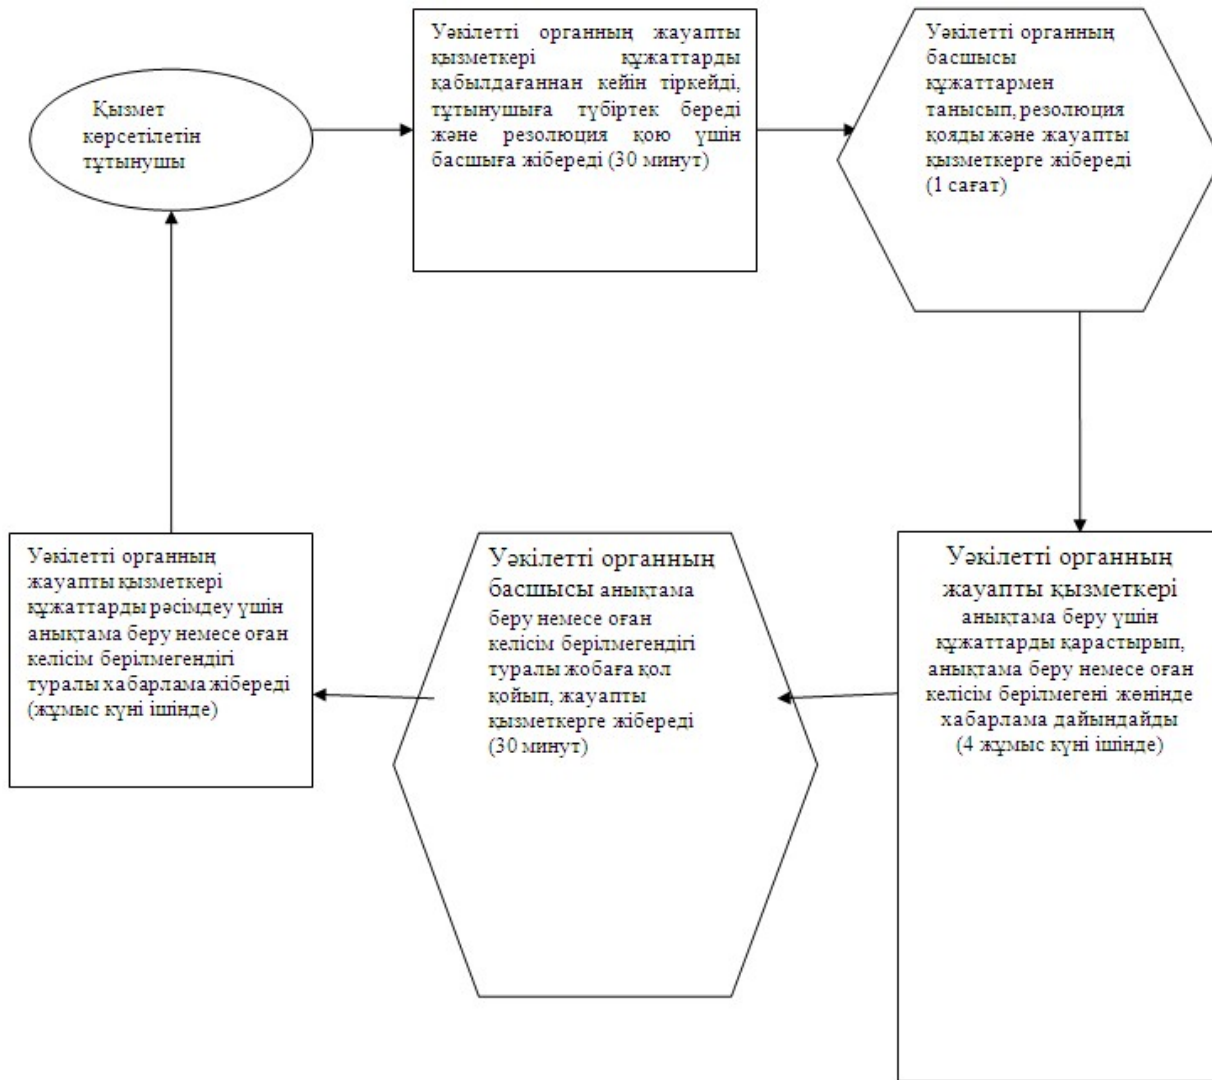 Қызмет
көрсетілетін
тұтынушы
Уәкілетті органның жауапты
қызметкері құжаттарды
қабылдағаннан кейін тіркейді,
тұтынушыға түбіртек береді
және резолюция қою үшін
басшыға жібереді (30 минут)
Уәкілетті органның
басшысы
құжаттармен
танысып, резолюция
қояды және жауапты
қызметкерге жібереді
(1 сағат)
Уәкілетті органның
жауапты қызметкері
анықтама беру үшін
құжаттарды қарастырып,
анықтама беру немесе оған
келісім берілмегені жөнінде
хабарлама дайындайды
(4 жұмыс күні ішінде)
Уәкілетті органның
басшысы анықтама
беру немесе оған
келісім берілмегендігі
туралы жобаға қол
қойып, жауапты
қызметкерге жібереді
(30 минут)
Уәкілетті органның
жауапты қызметкері
құжаттарды рәсімдеу үшін
анықтама беру немесе оған
келісім берілмегендігі
туралы хабарлама жібереді
(жұмыс күні ішінде)